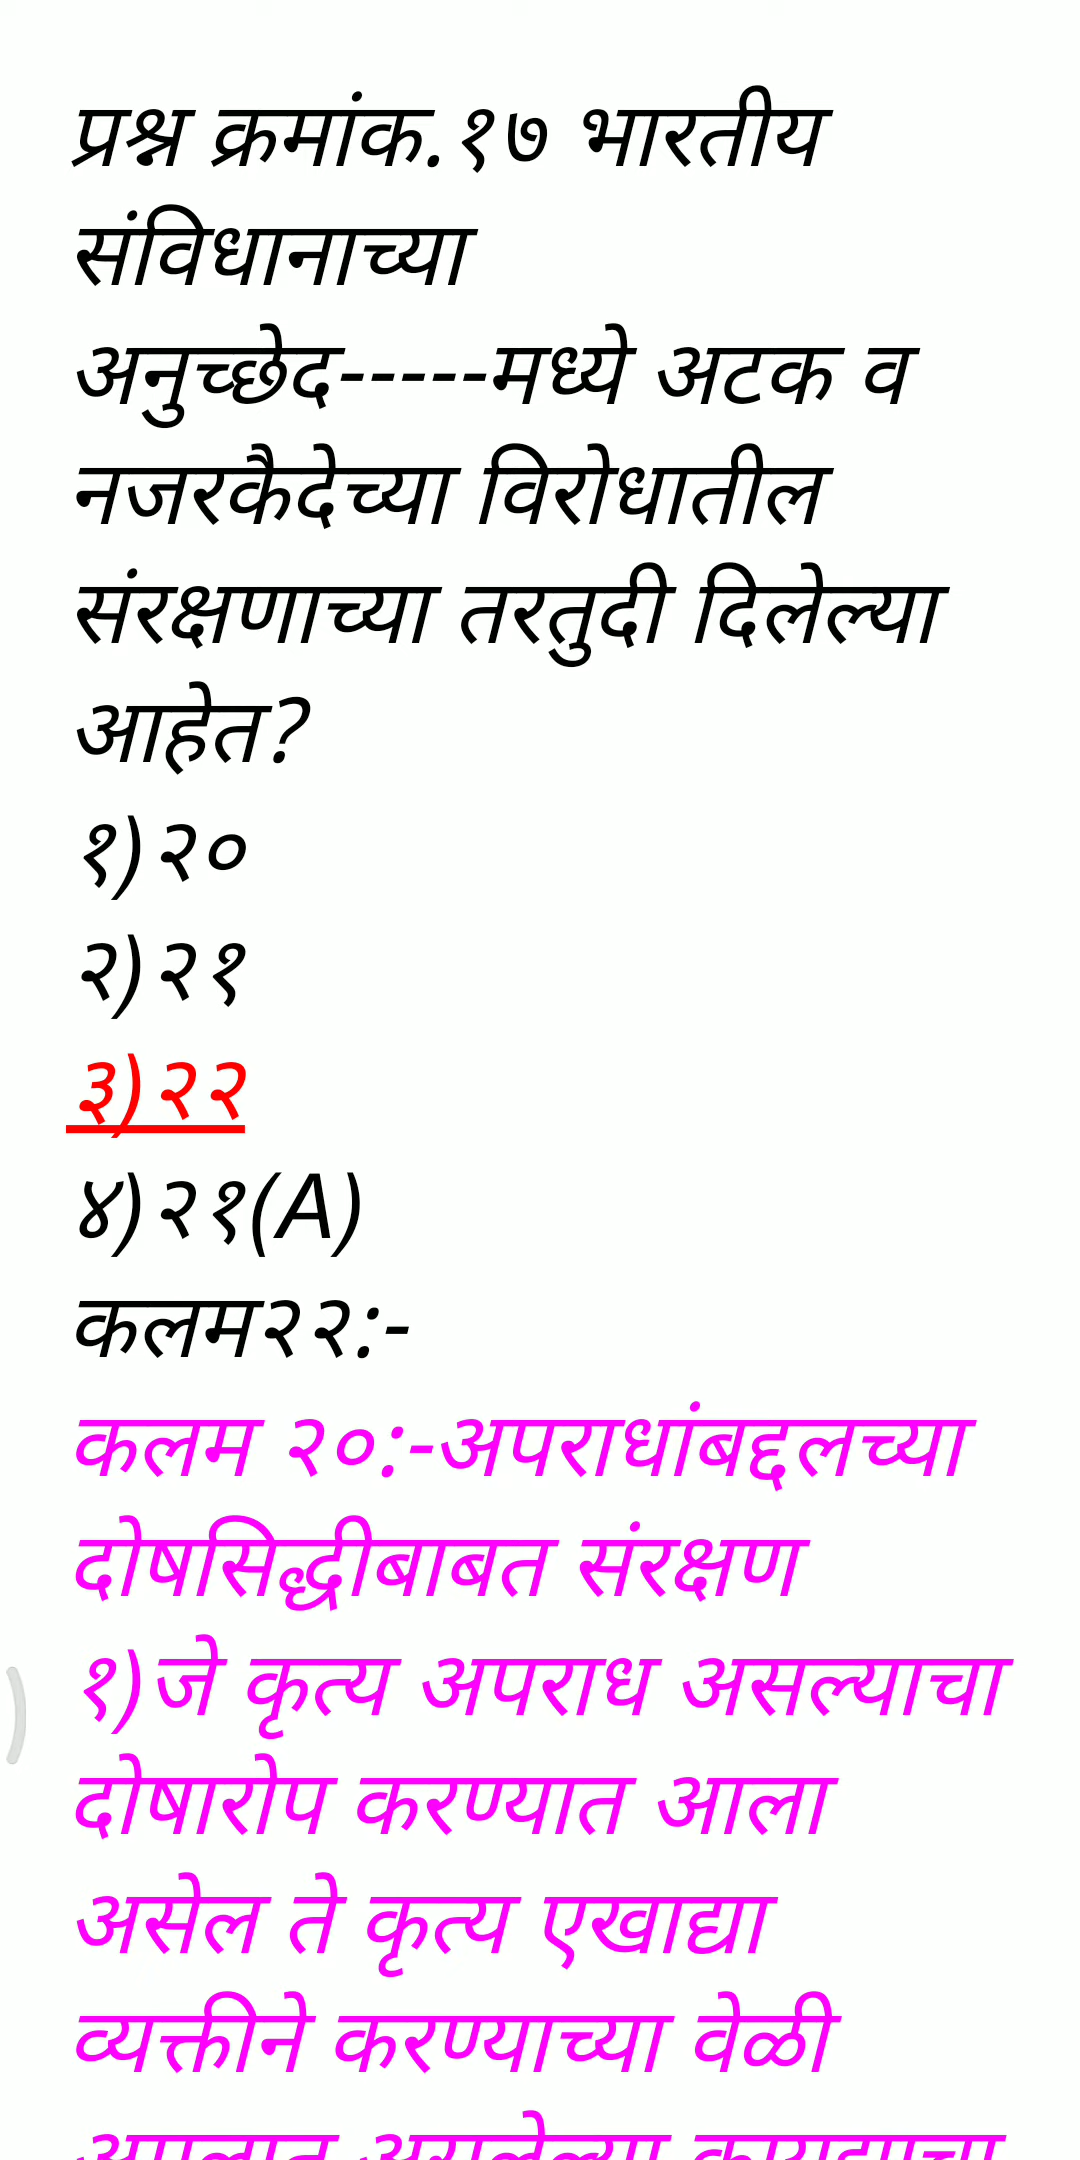 प्रश्न क्रमांक.१७ भारतीय
संविधानाच्या
अनुच्छेद-----मध्ये अटक व
नजरकैदेच्या विरोधातील
संरक्षणाच्या तरतुदी दिलेल्या
आहेत?
१)२०
२)२१
३)२२
४)२१(A)
कलम२२:-
कलम २०:-अपराधांबद्दलच्या
दोषसिद्धीबाबत संरक्षण
१)जे कृत्य अपराध असल्याचा
दोषारोप करण्यात आला
असेल ते कृत्य एखाद्या
व्यक्तीने करण्याच्या वेळी